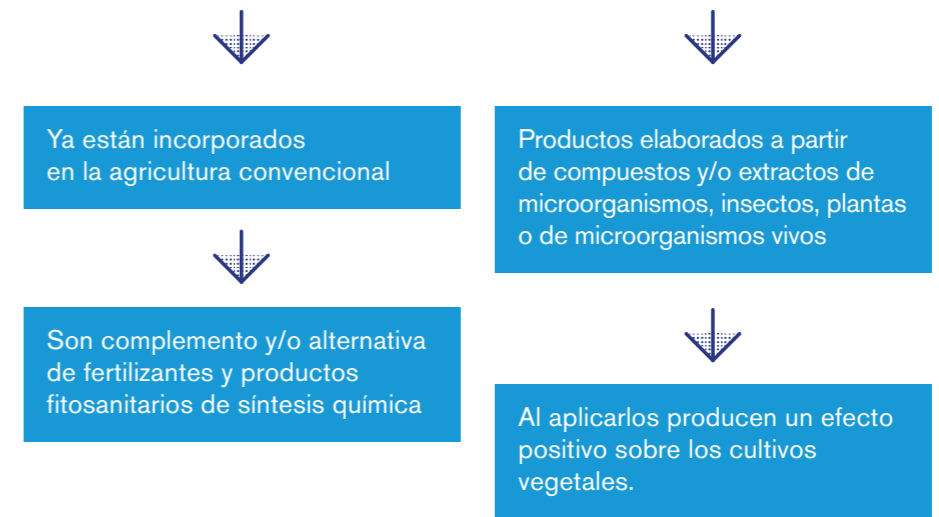 Ya están incorporados
en la agricultura convencional
Son complemento y/o alternativa
de fertilizantes y productos
fitosanitarios de síntesis química
Productos elaborados a partir
de compuestos y/o extractos de
microorganismos, insectos, plantas
o de microorganismos vivos
Al aplicarlos producen un efecto
positivo sobre los cultivos
vegetales.